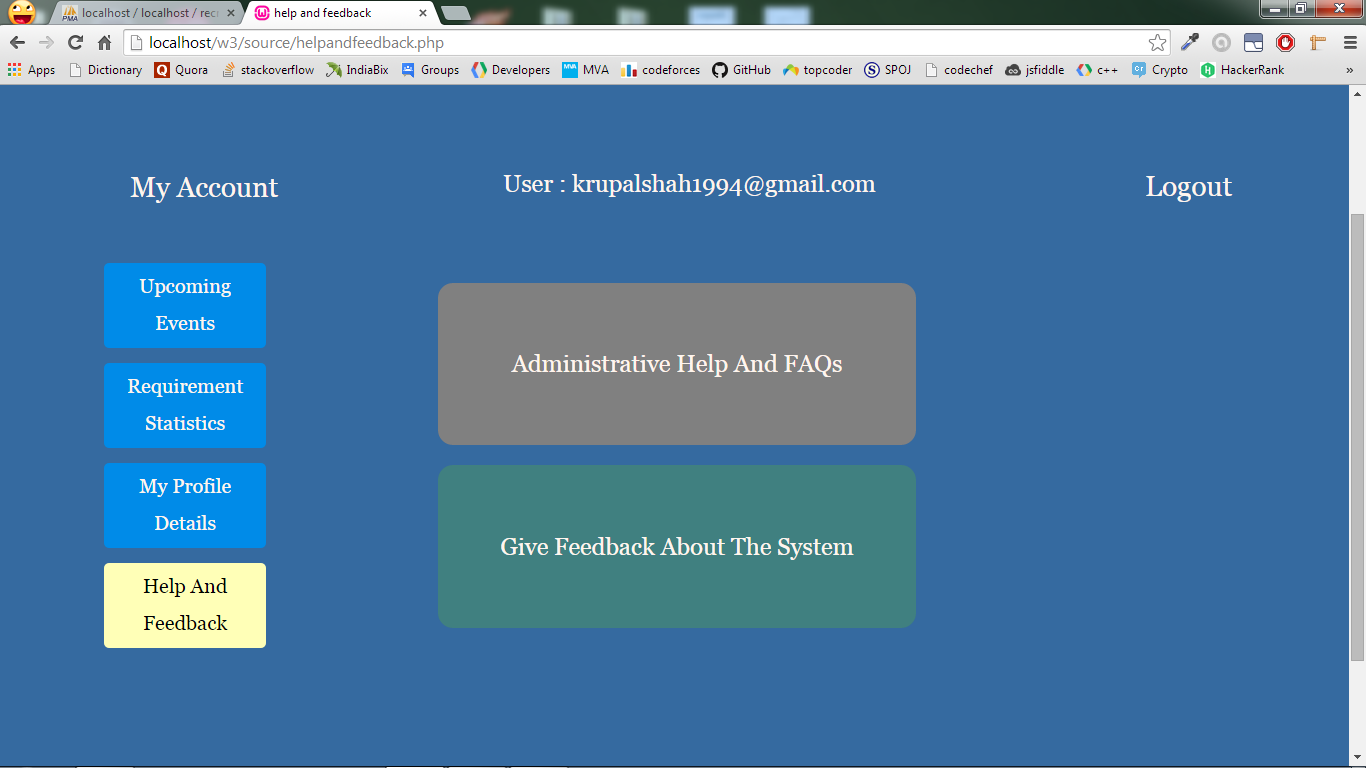 localhost / localhost / recr
help and feedback
localhost/w3/source/helpandfeedback.php
Apps Dictionary Quora stackoverflow IndiaBix Groups Developers MVA codeforces GitHub topcoder SPOJ codechef jsfiddle c++ Crypto HackerRank »
My Account
User : krupalshah1994@gmail.com
Logout
Upcoming
Events
Requirement
Statistics
My Profile
Details
Help And
Feedback
Administrative Help And FAQs
Give Feedback About The System